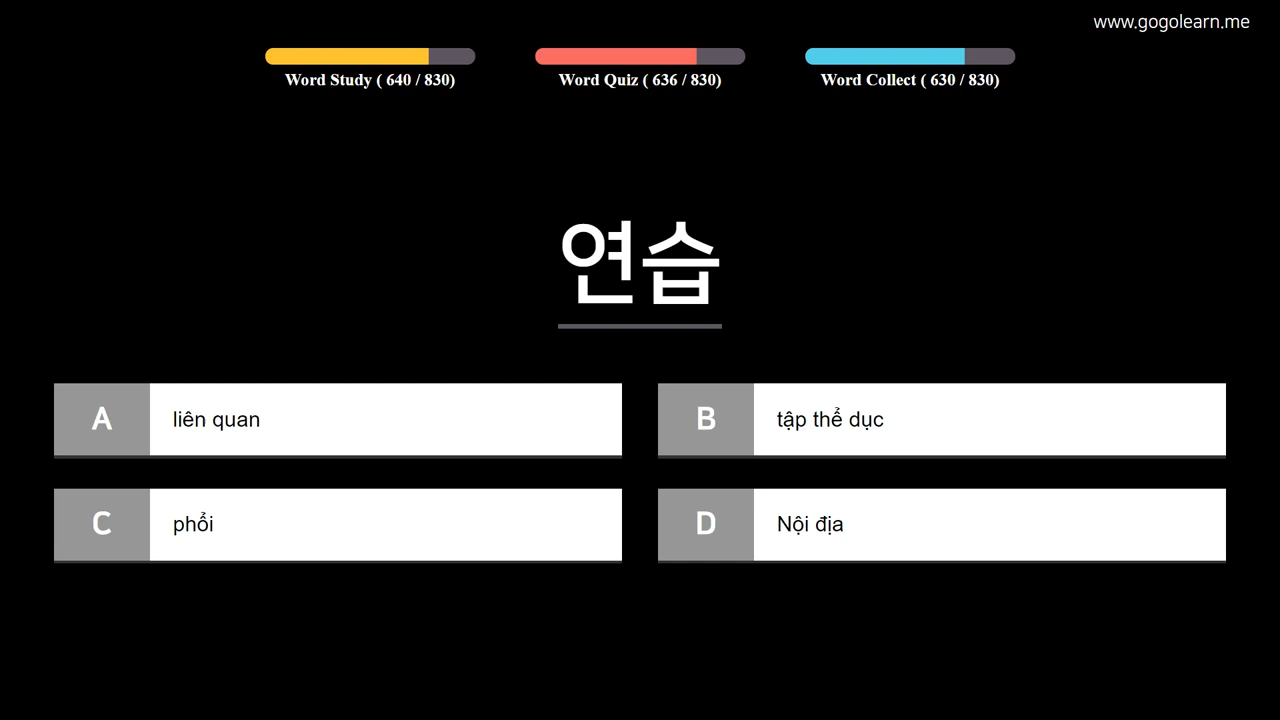 www.gogolearn.me
Word Study ( 640 / 830)
Word Quiz ( 636 / 830)
Word Collect ( 630 / 830)
연습
A liên quan
B tập thể dục
C phổi
D Nội địa